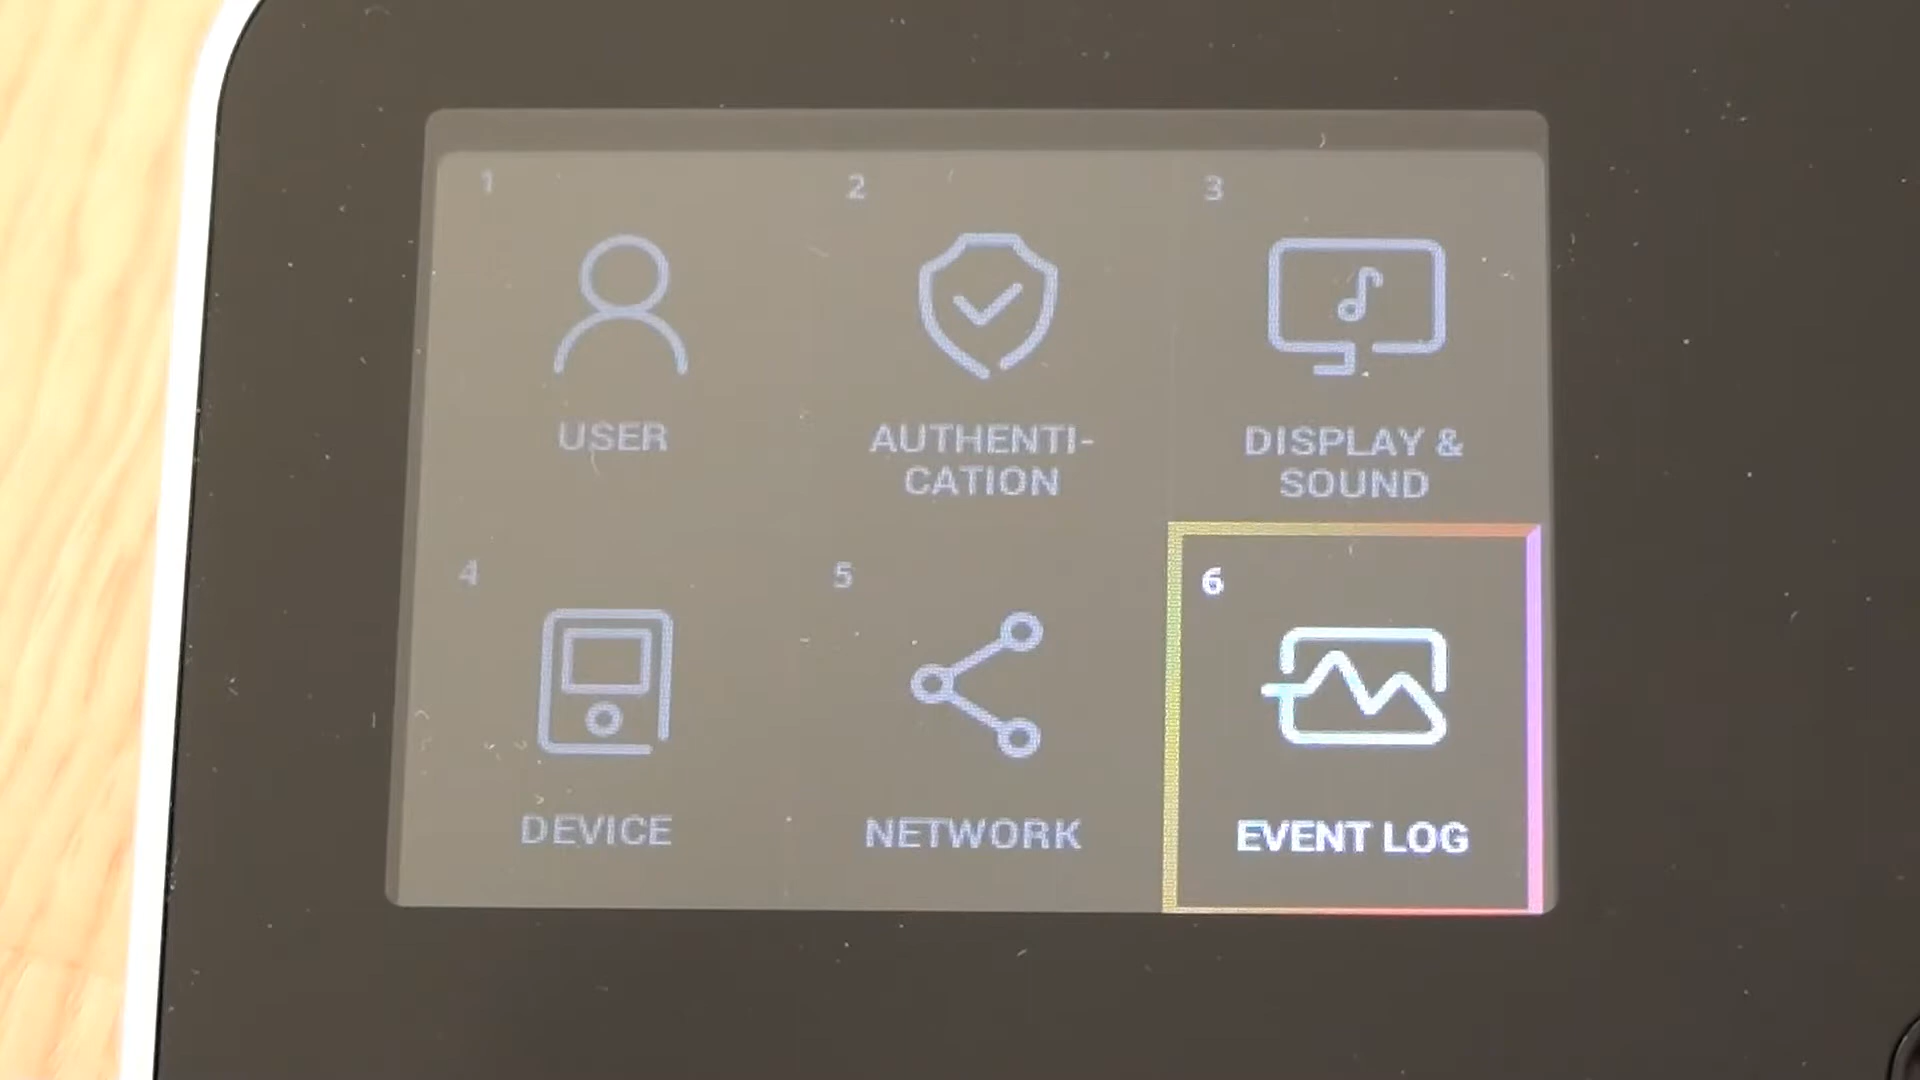 1
USER
2
AUTHENTI-
CATION
3
DISPLAY &
SOUND
4
DEVICE
5
NETWORK
6
EVENT LOG